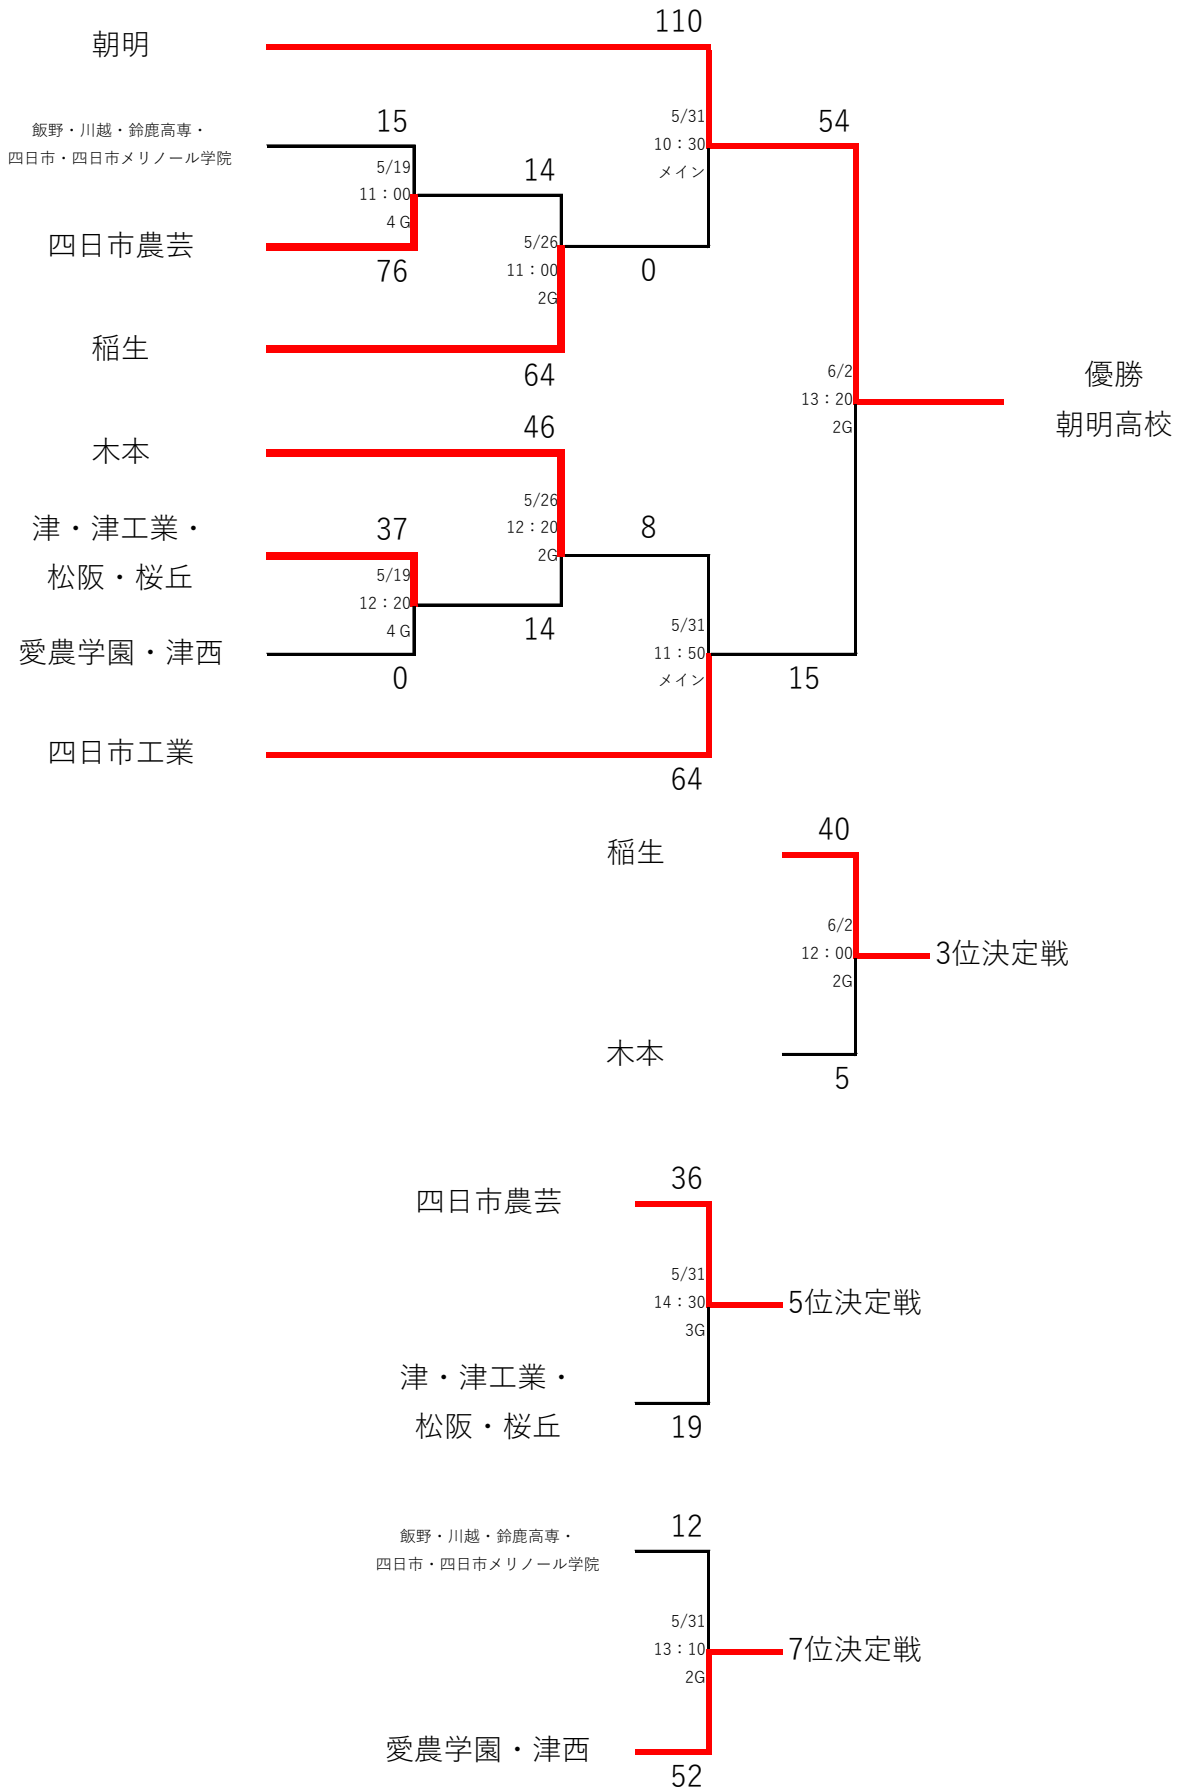 110
朝明
5/31
10：30
メイン
54
15
飯野・川越・鈴鹿高専・
四日市・四日市メリノール学院
5/19
11：00
4 G
14
四日市農芸
76
5/26
11：00
2G
0
稲生
64
6/2
13：20
2G
優勝
朝明高校
46
木本
5/26
12：20
2G
37
津・津工業・
松阪・桜丘
5/19
12：20
4 G
8
愛農学園・津西
0
14
5/31
11：50
メイン
15
四日市工業
64
40
稲生
6/2
12：00
2G
3位決定戦
木本
5
36
四日市農芸
5/31
14：30
3G
5位決定戦
津・津工業・
松阪・桜丘
19
12
飯野・川越・鈴鹿高専・
四日市・四日市メリノール学院
5/31
13：10
2G
7位決定戦
愛農学園・津西
52